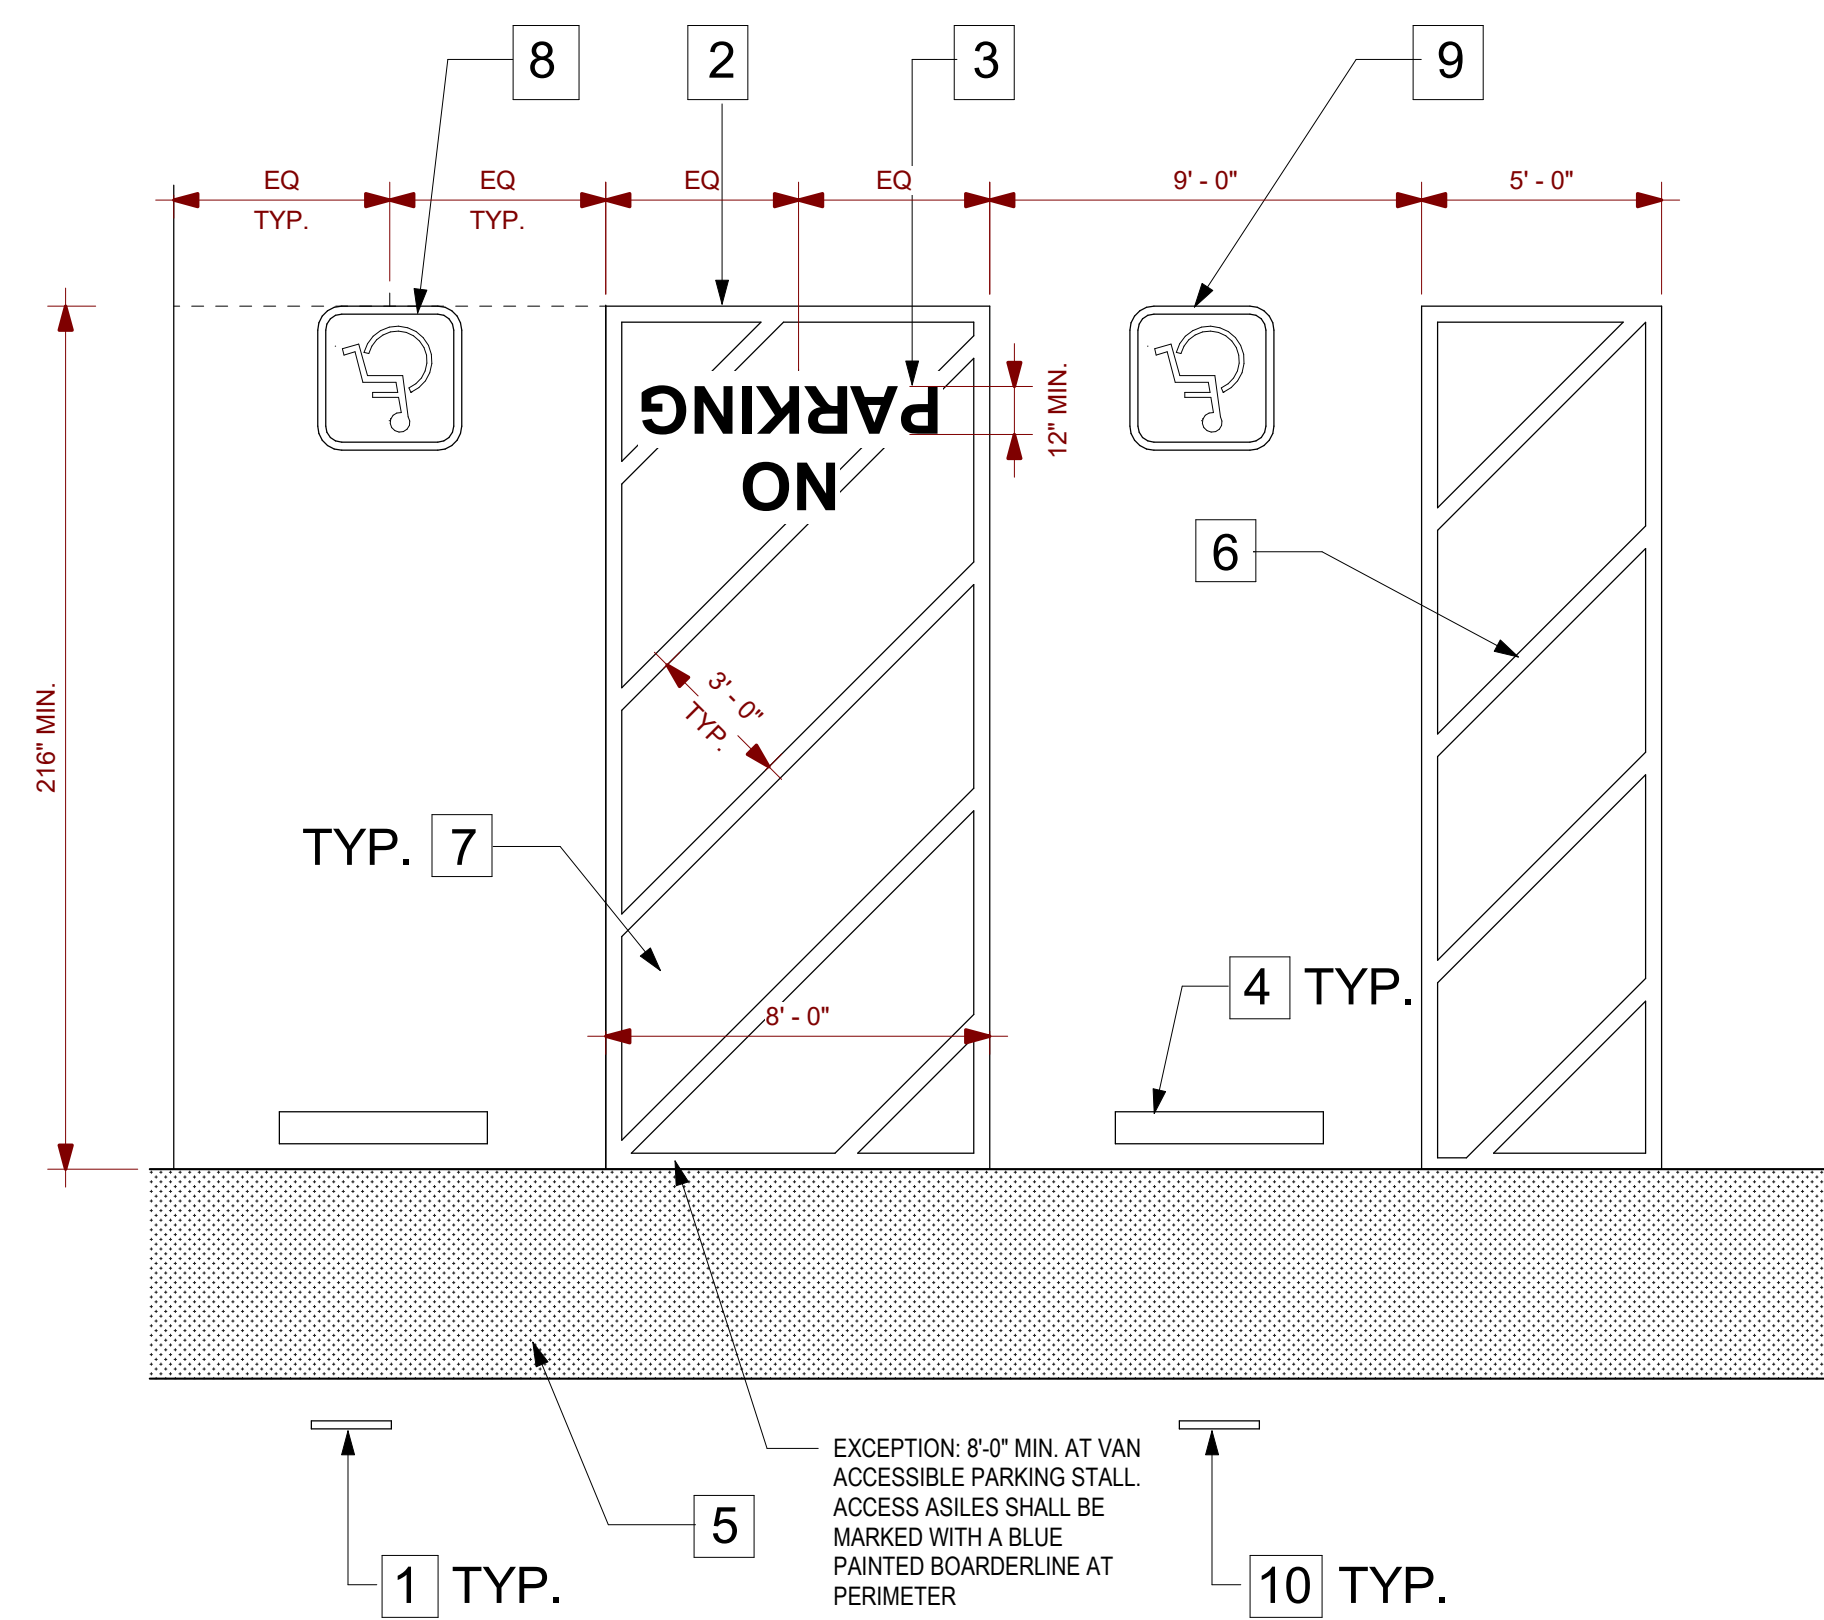 8
2
3
9
EQ
EQ
EQ
EQ
9' - 0"
5' - 0"
TYP.
TYP.
12" MIN.
NO
PARKING
6
216" MIN.
3' - 0"
TYP.
TYP. 7
4 TYP.
8' - 0"
EXCEPTION: 8'-0" MIN. AT VAN
ACCESSIBLE PARKING STALL.
ACCESS ASILES SHALL BE
MARKED WITH A BLUE
PAINTED BOARDERLINE AT
PERIMETER
5
1 TYP.
10 TYP.